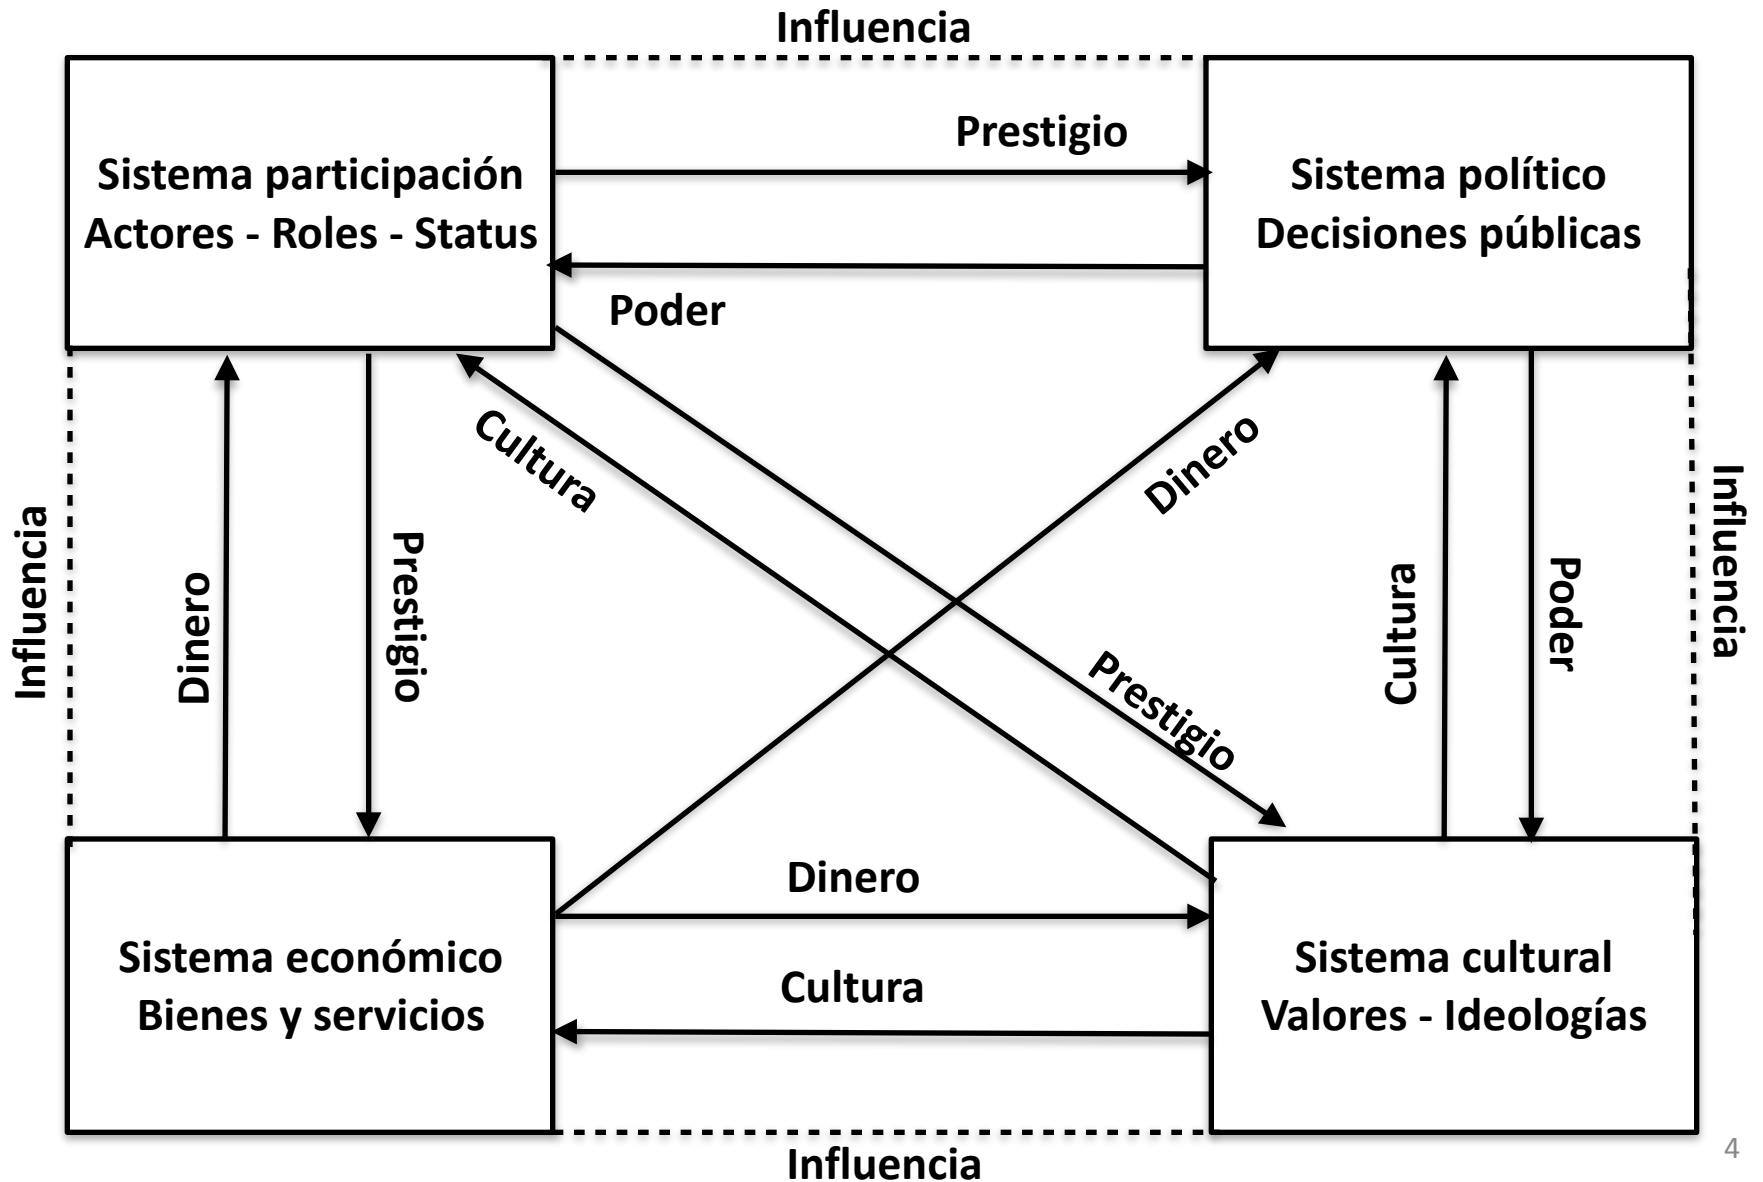 Influencia
Sistema participación
Actores - Roles - Status
Prestigio
Sistema político
Decisiones públicas
Poder
Cultura
Dinero
Influencia
Dinero
Prestigio
Prestigio
Cultura
Poder
Influencia
Dinero
Sistema económico
Bienes y servicios
Cultura
Sistema cultural
Valores - Ideologías
Influencia
4